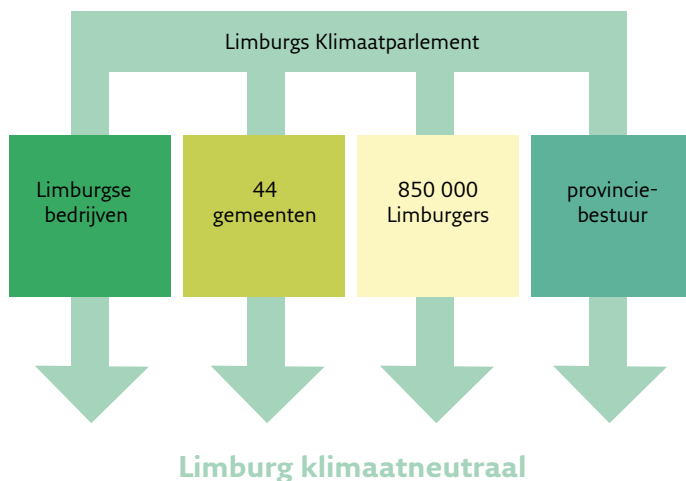 Limburgs Klimaatparlement
Limburgse
bedrijven
44
gemeenten
850 000
Limburgers
provincie-
bestuur
Limburg klimaatneutraal